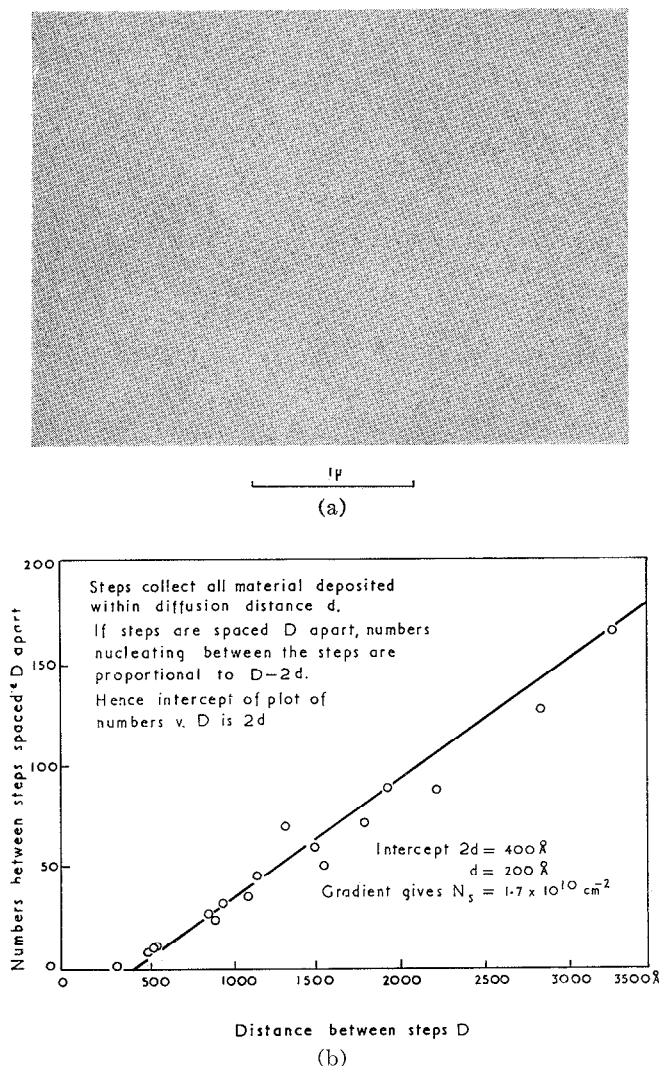 1μ
(a)
200
150
100
50
0
Numbers between steps spaced D apart
Steps collect all material deposited
within diffusion distance d.
If steps are spaced D apart, numbers
nucleating between the steps are
proportional to D-2d.
Hence intercept of plot of
numbers v. D is 2d
Intercept 2d = 400 Å
d = 200 Å
Gradient gives Nₛ = 1·7 x 10¹⁰ cm⁻²
0 500 1000 1500 2000 2500 3000 3500 Å
Distance between steps D
(b)